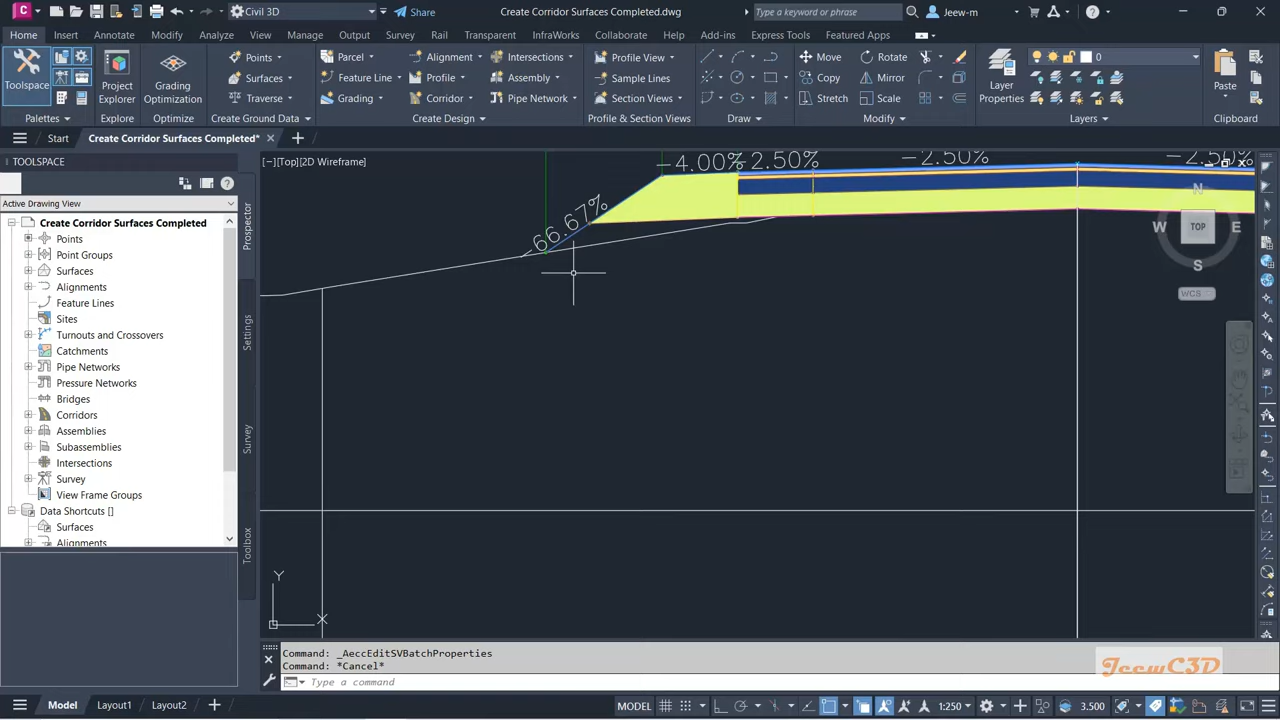 Civil 3D
Share
Create Corridor Surfaces Completed.dwg
Type a keyword or phrase
Jeew-m
Home Insert Annotate Modify Analyze View Manage Output Survey Rail Transparent InfraWorks Collaborate Help Add-ins Express Tools Featured Apps
Toolspace
Palettes
Project Explorer
Explore
Grading Optimization
Optimize
Points
Surfaces
Traverse
Create Ground Data
Parcel
Feature Line
Grading
Alignment
Profile
Corridor
Intersections
Assembly
Pipe Network
Create Design
Profile View
Sample Lines
Section Views
Profile & Section Views
Draw
Move
Copy
Stretch
Rotate
Mirror
Scale
Modify
Layer Properties
0
Layers
Paste
Clipboard
Start
Create Corridor Surfaces Completed*
TOOLSPACE
Active Drawing View
Create Corridor Surfaces Completed
Points
Point Groups
Surfaces
Alignments
Feature Lines
Sites
Turnouts and Crossovers
Catchments
Pipe Networks
Pressure Networks
Bridges
Corridors
Assemblies
Subassemblies
Intersections
Survey
View Frame Groups
Data Shortcuts []
Surfaces
Alignments
Prospector
Settings
Survey
Toolbox
[−][Top][2D Wireframe]
−4.00%
2.50%
−2.50%
−2.50%
66.67%
N
W TOP E
S
WCS
Y
X
Command: _AeccEditSVBatchProperties
Command: *Cancel*
Type a command
JeewC3D
Model Layout1 Layout2
MODEL
1:250
3.500